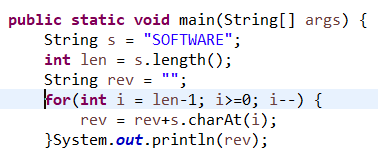 public static void main(String[] args) {
    String s = "SOFTWARE";
    int len = s.length();
    String rev = "";
    for(int i = len-1; i>=0; i--) {
        rev = rev+s.charAt(i);
    }System.out.println(rev);